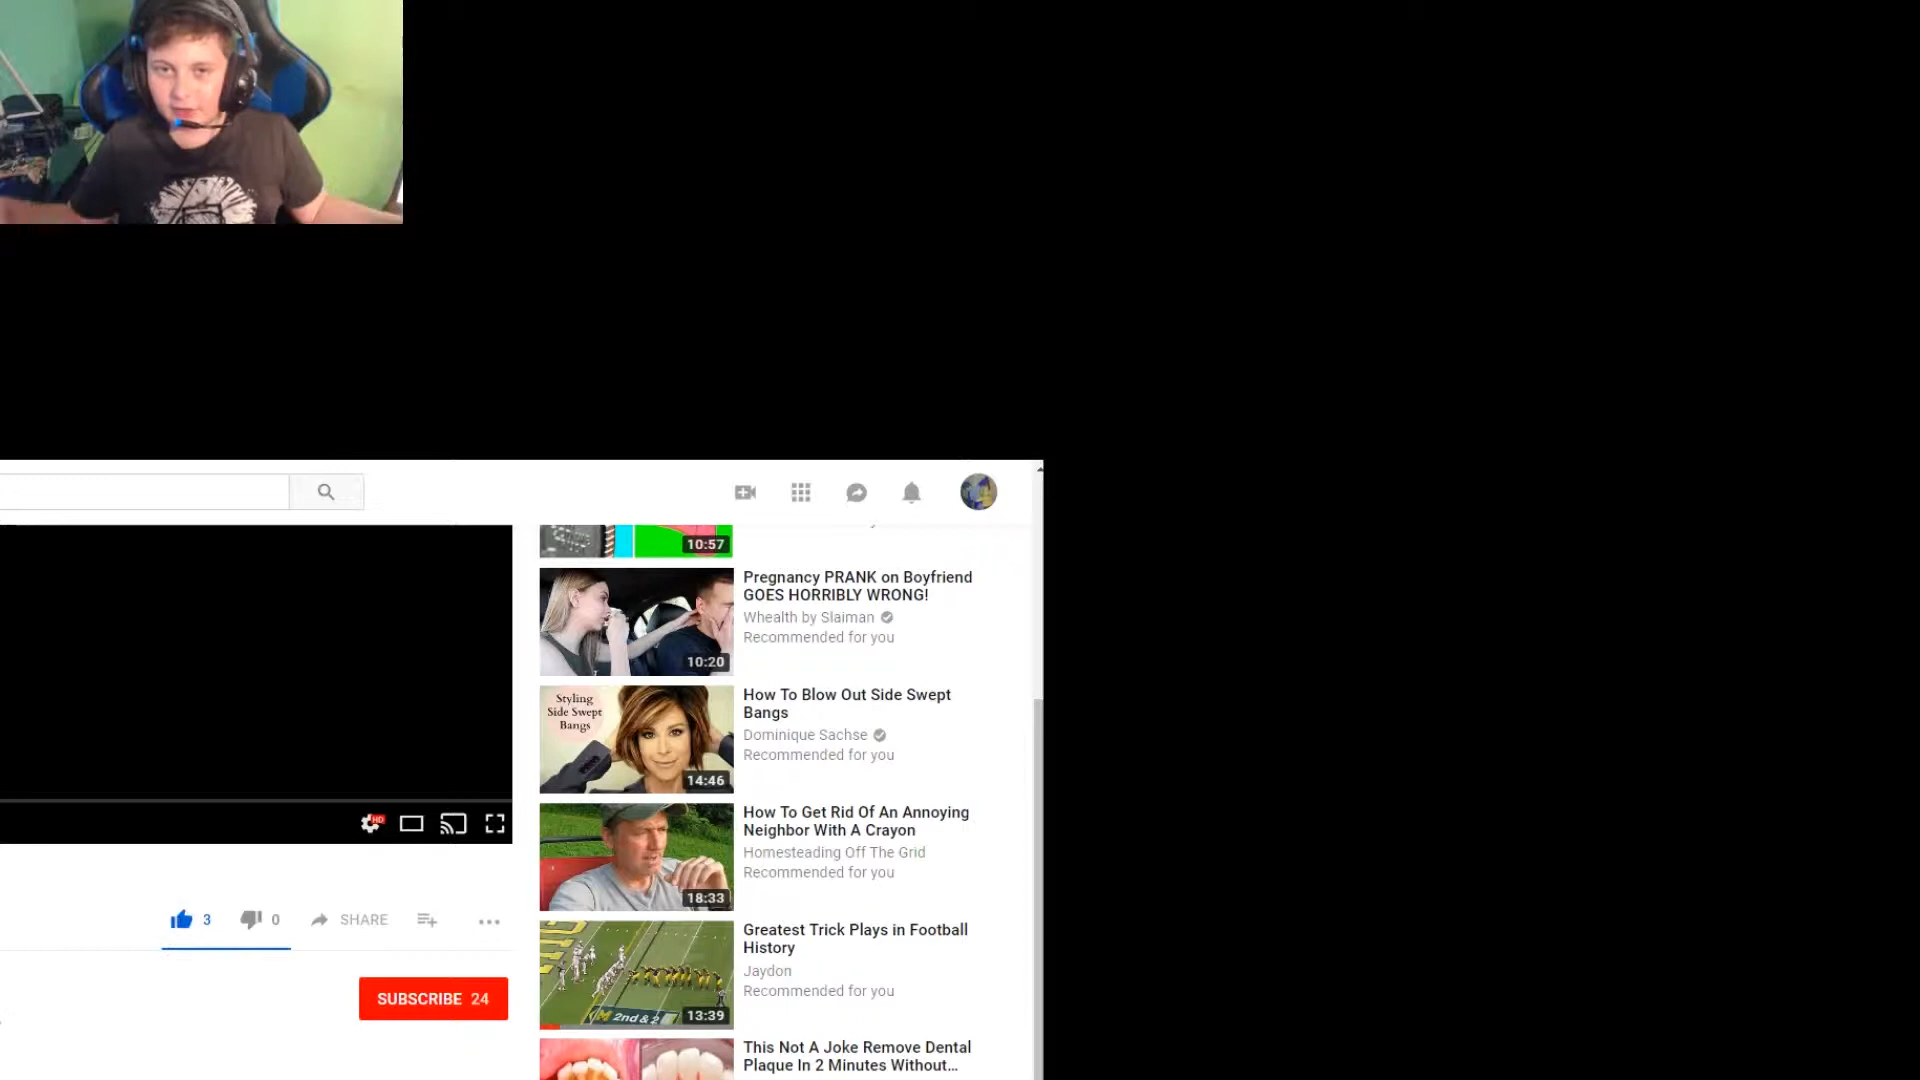 10:57
Pregnancy PRANK on Boyfriend
GOES HORRIBLY WRONG!
Whealth by Slaiman
Recommended for you
10:20
Styling
Side Swept
Bangs
14:46
How To Blow Out Side Swept
Bangs
Dominique Sachse
Recommended for you
How To Get Rid Of An Annoying
Neighbor With A Crayon
Homesteading Off The Grid
Recommended for you
18:33
HD
3
0
SHARE
Greatest Trick Plays in Football
History
Jaydon
Recommended for you
M 2nd & 2
13:39
SUBSCRIBE 24
This Not A Joke Remove Dental
Plaque In 2 Minutes Without...